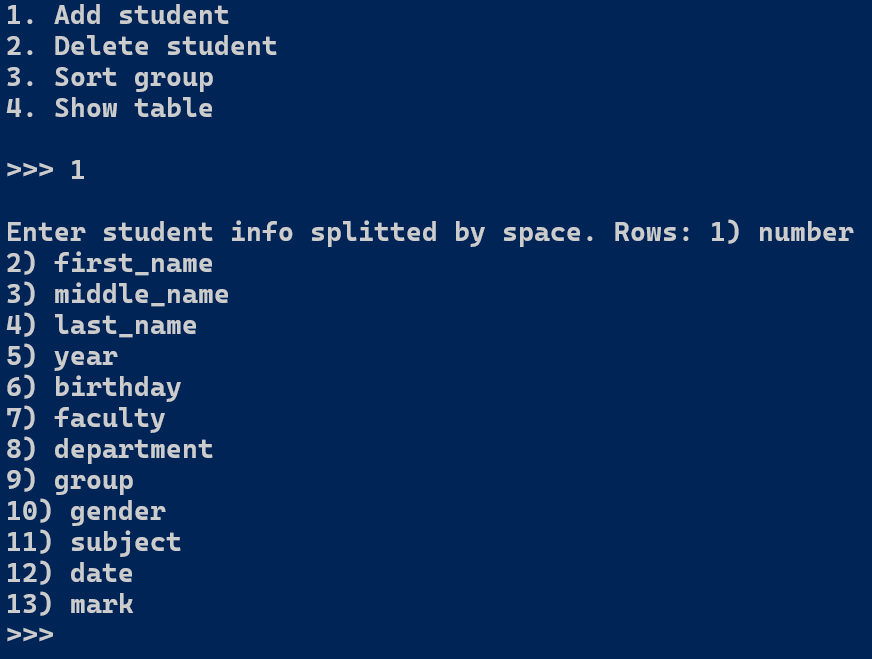 1. Add student
2. Delete student
3. Sort group
4. Show table
>>> 1
Enter student info splitted by space. Rows: 1) number
2) first_name
3) middle_name
4) last_name
5) year
6) birthday
7) faculty
8) department
9) group
10) gender
11) subject
12) date
13) mark
>>>